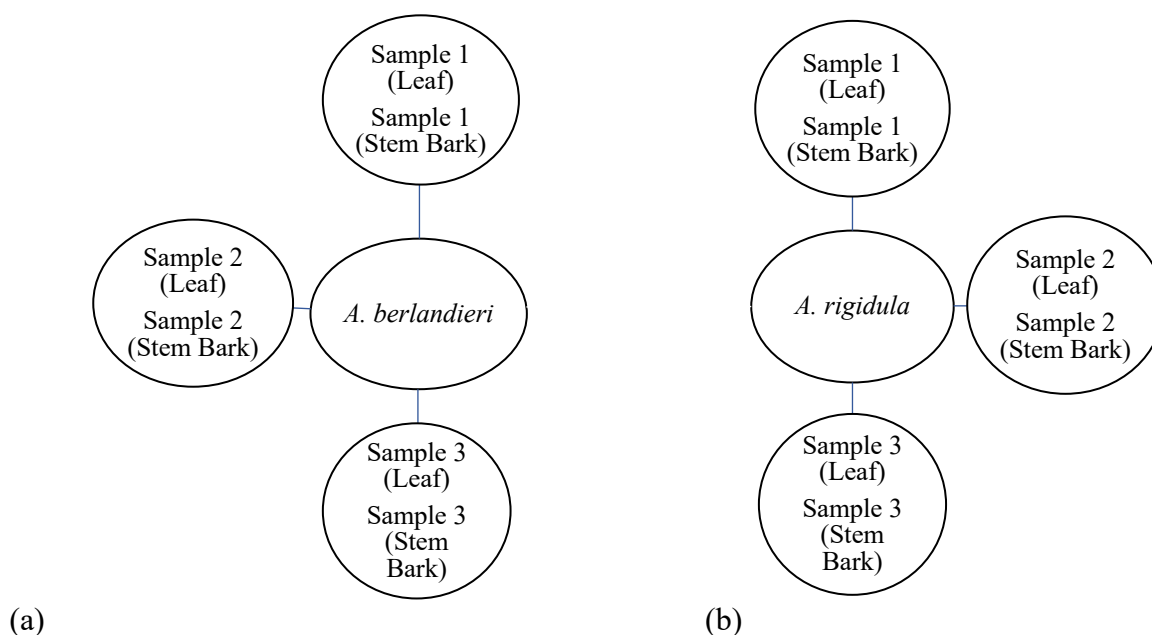 Sample 1
(Leaf)
Sample 1
(Stem Bark)
Sample 2
(Leaf)
Sample 2
(Stem Bark)
A. berlandieri
Sample 3
(Leaf)
Sample 3
(Stem
Bark)
(a)
Sample 1
(Leaf)
Sample 1
(Stem Bark)
A. rigidula
Sample 2
(Leaf)
Sample 2
(Stem Bark)
Sample 3
(Leaf)
Sample 3
(Stem
Bark)
(b)